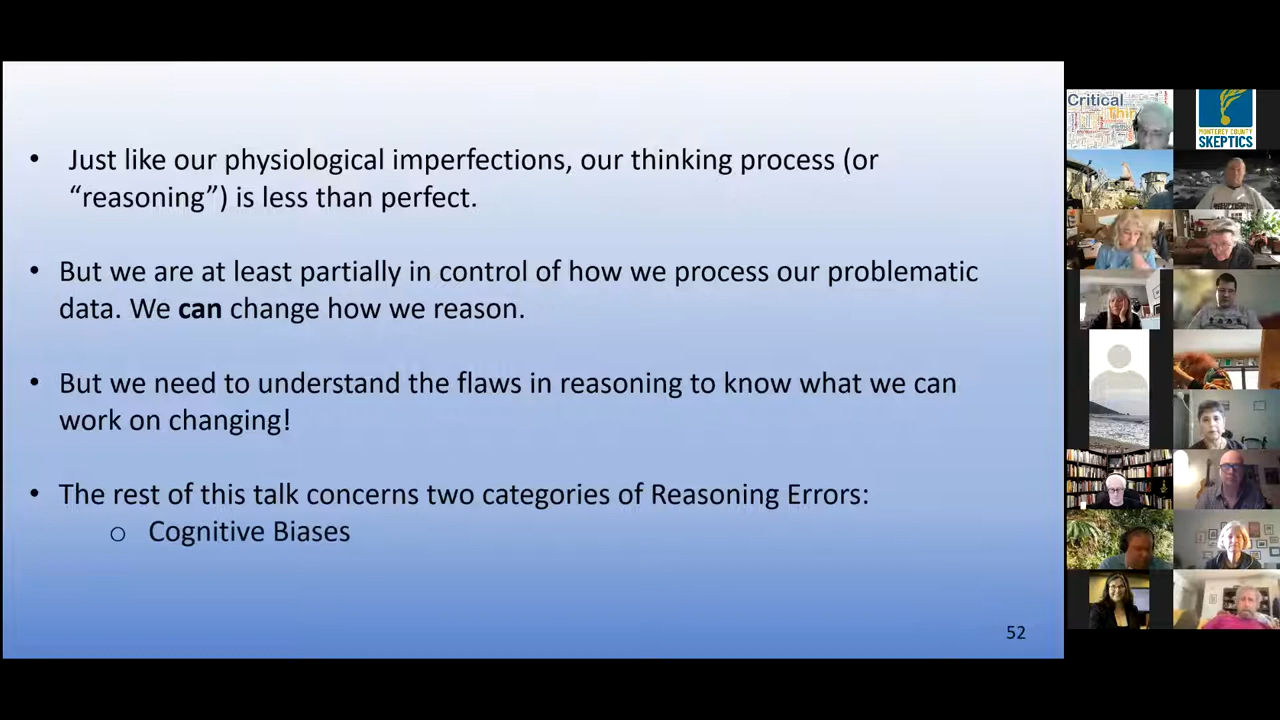 • Just like our physiological imperfections, our thinking process (or
“reasoning”) is less than perfect.
• But we are at least partially in control of how we process our problematic
data. We can change how we reason.
• But we need to understand the flaws in reasoning to know what we can
work on changing!
• The rest of this talk concerns two categories of Reasoning Errors:
o Cognitive Biases
52
Critical
MONTEREY COUNTY
SKEPTICS